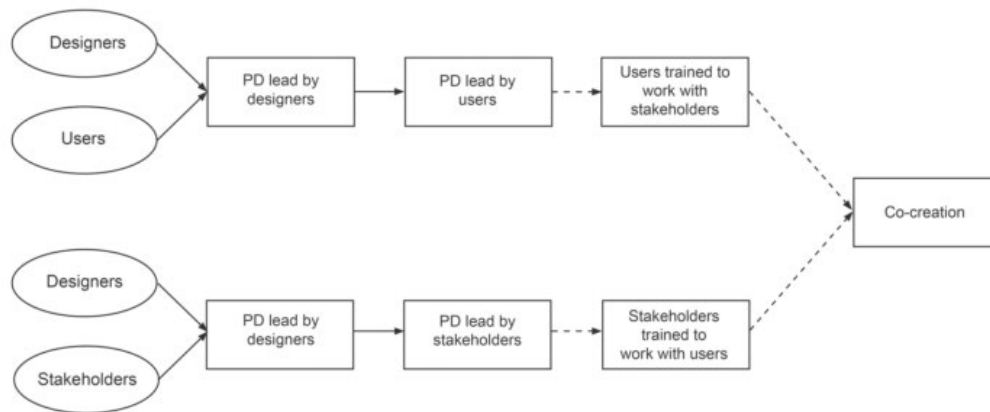 Designers
Users
PD lead by
designers
PD lead by
users
Users trained to
work with
stakeholders
Co-creation
Designers
Stakeholders
PD lead by
designers
PD lead by
stakeholders
Stakeholders
trained to
work with users